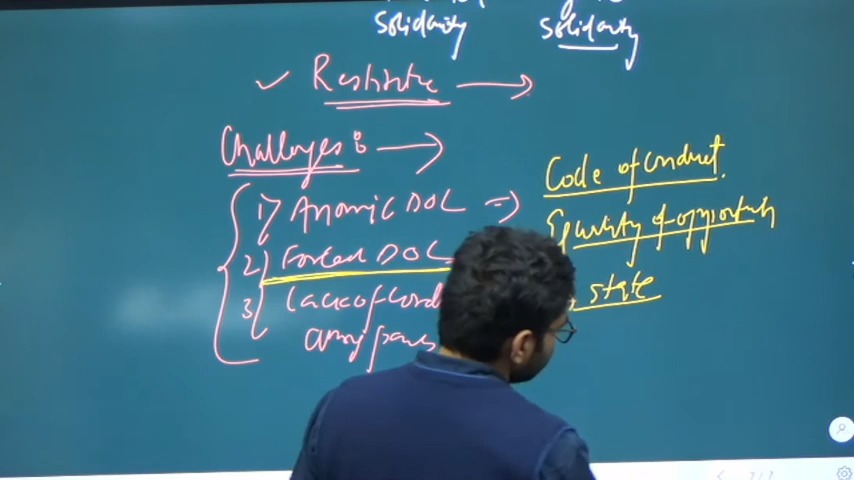 solidarity solidarity
✓ Restitutive →
Challenges : →
1) Anomic DOL =) Code of conduct.
2) Forced DOL Equality of opportunity
3) Lack of state
among